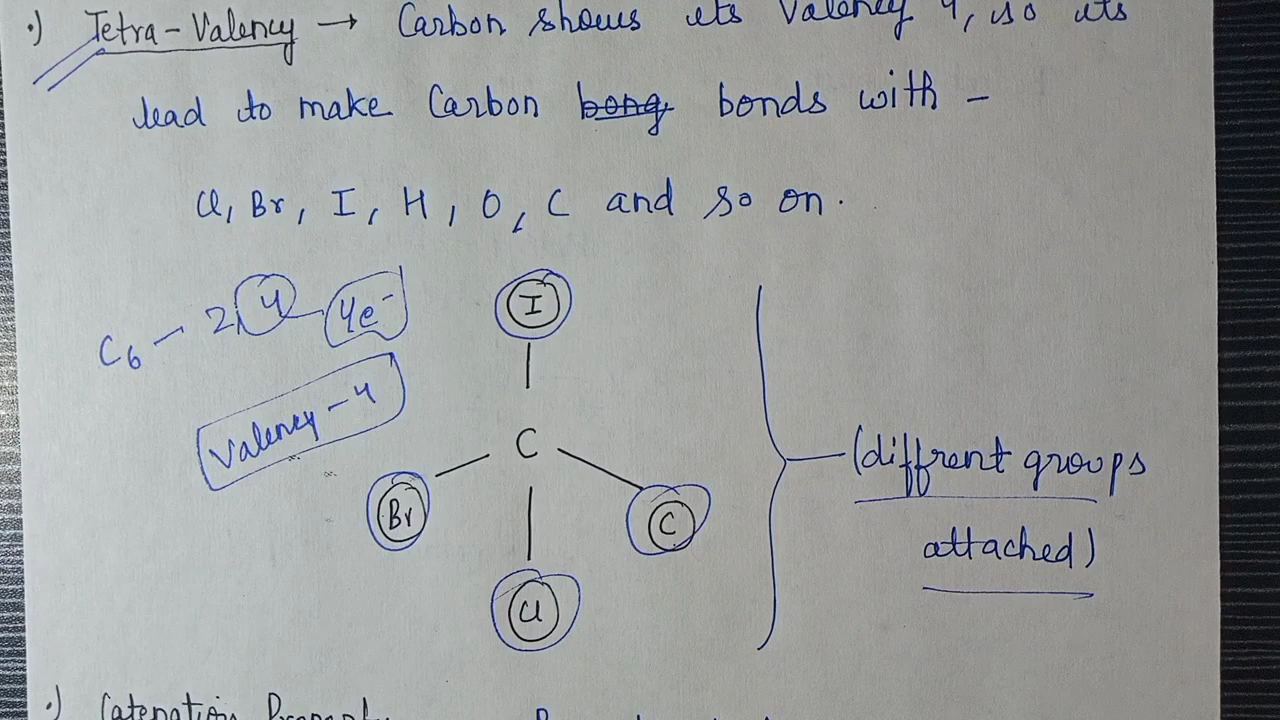 •) Tetra-Valency → Carbon shows its Valency 4, so its
lead to make Carbon bong bonds with -
Cl, Br, I, H, O, C and so on.
C6 - 2,4 4e-
Valency - 4
I
C
Br
C
Cl
(diffrent groups
attached)
•) Catenation Property